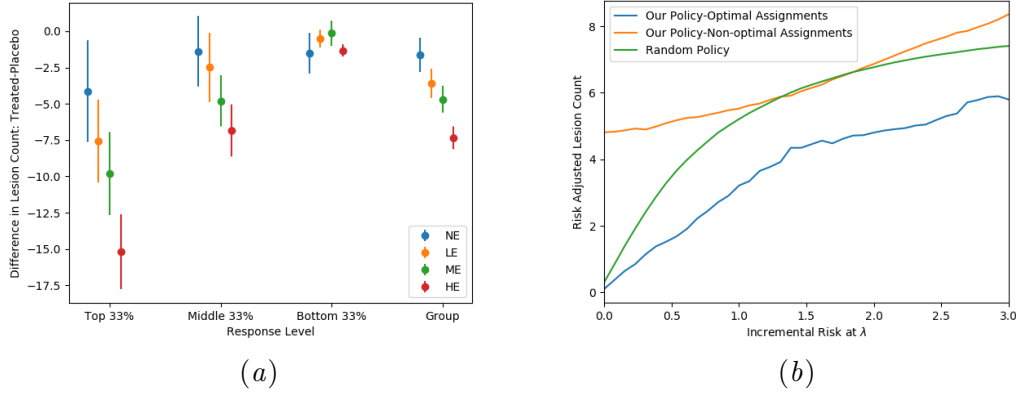 0.0
−2.5
−5.0
−7.5
−10.0
−12.5
−15.0
−17.5
Difference in Lesion Count: Treated-Placebo
NE
LE
ME
HE
Top 33%
Middle 33%
Bottom 33%
Group
Response Level
(a)
Our Policy-Optimal Assignments
Our Policy-Non-optimal Assignments
Random Policy
8
6
4
2
0
Risk Adjusted Lesion Count
0.0
0.5
1.0
1.5
2.0
2.5
3.0
Incremental Risk at λ
(b)